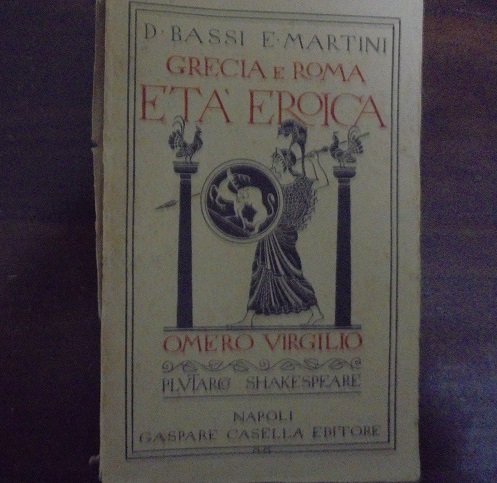 D · BASSI E · MARTINI
GRECIA E ROMA
ETA' EROICA
OMERO VIRGILIO
PLVTARCO SHAKESPEARE
NAPOLI
GASPARE CASELLA EDITORE